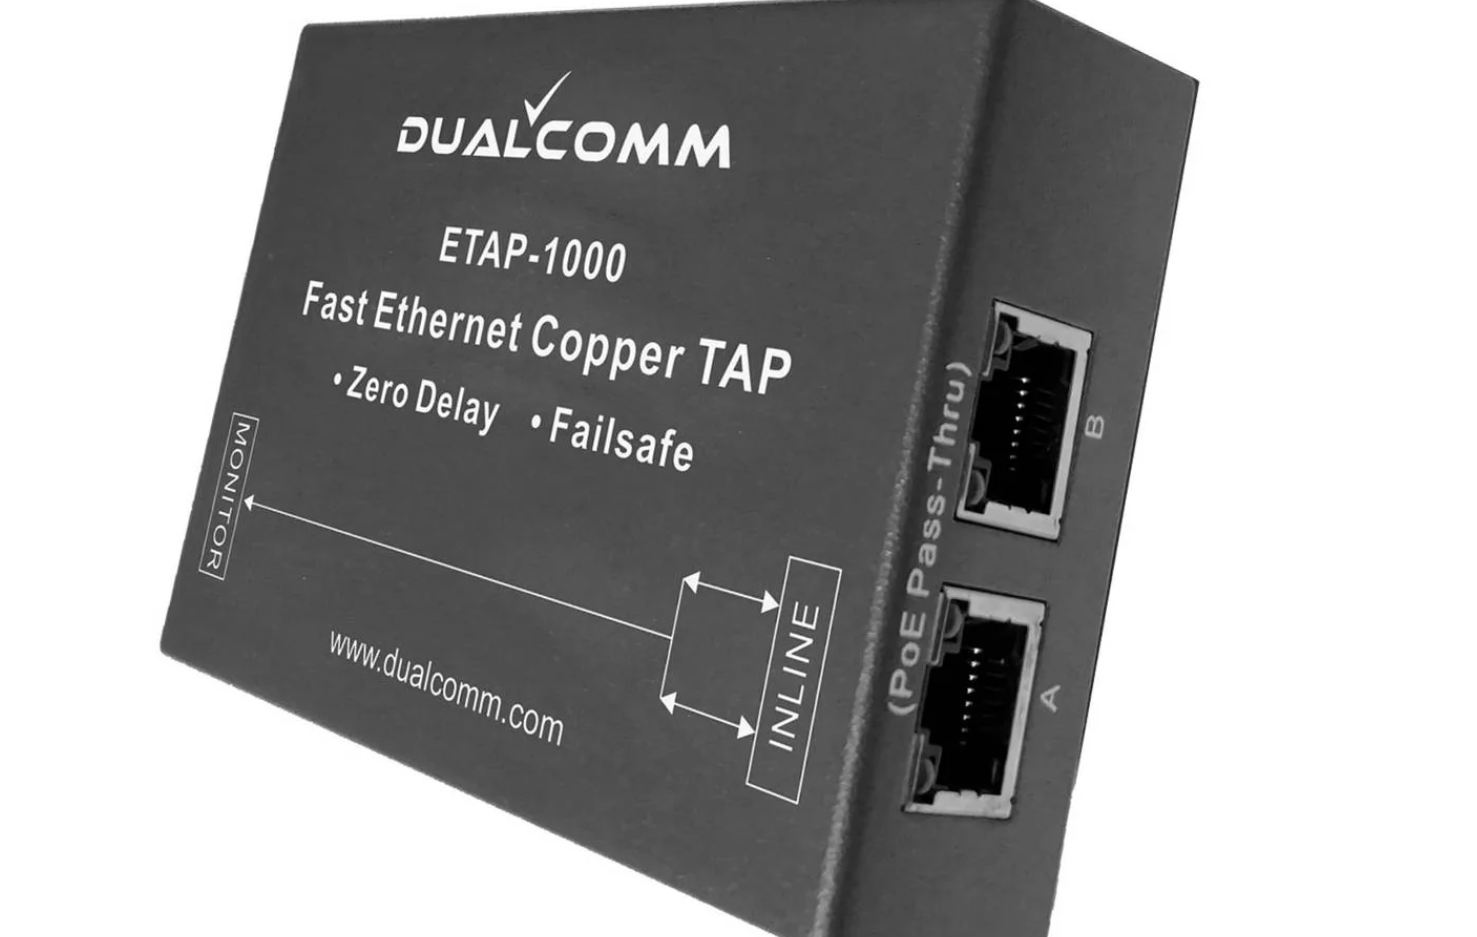 DUALCOMM
ETAP-1000
Fast Ethernet Copper TAP
•Zero Delay •Failsafe
MONITOR
INLINE
www.dualcomm.com
(PoE Pass-Thru)
B
A